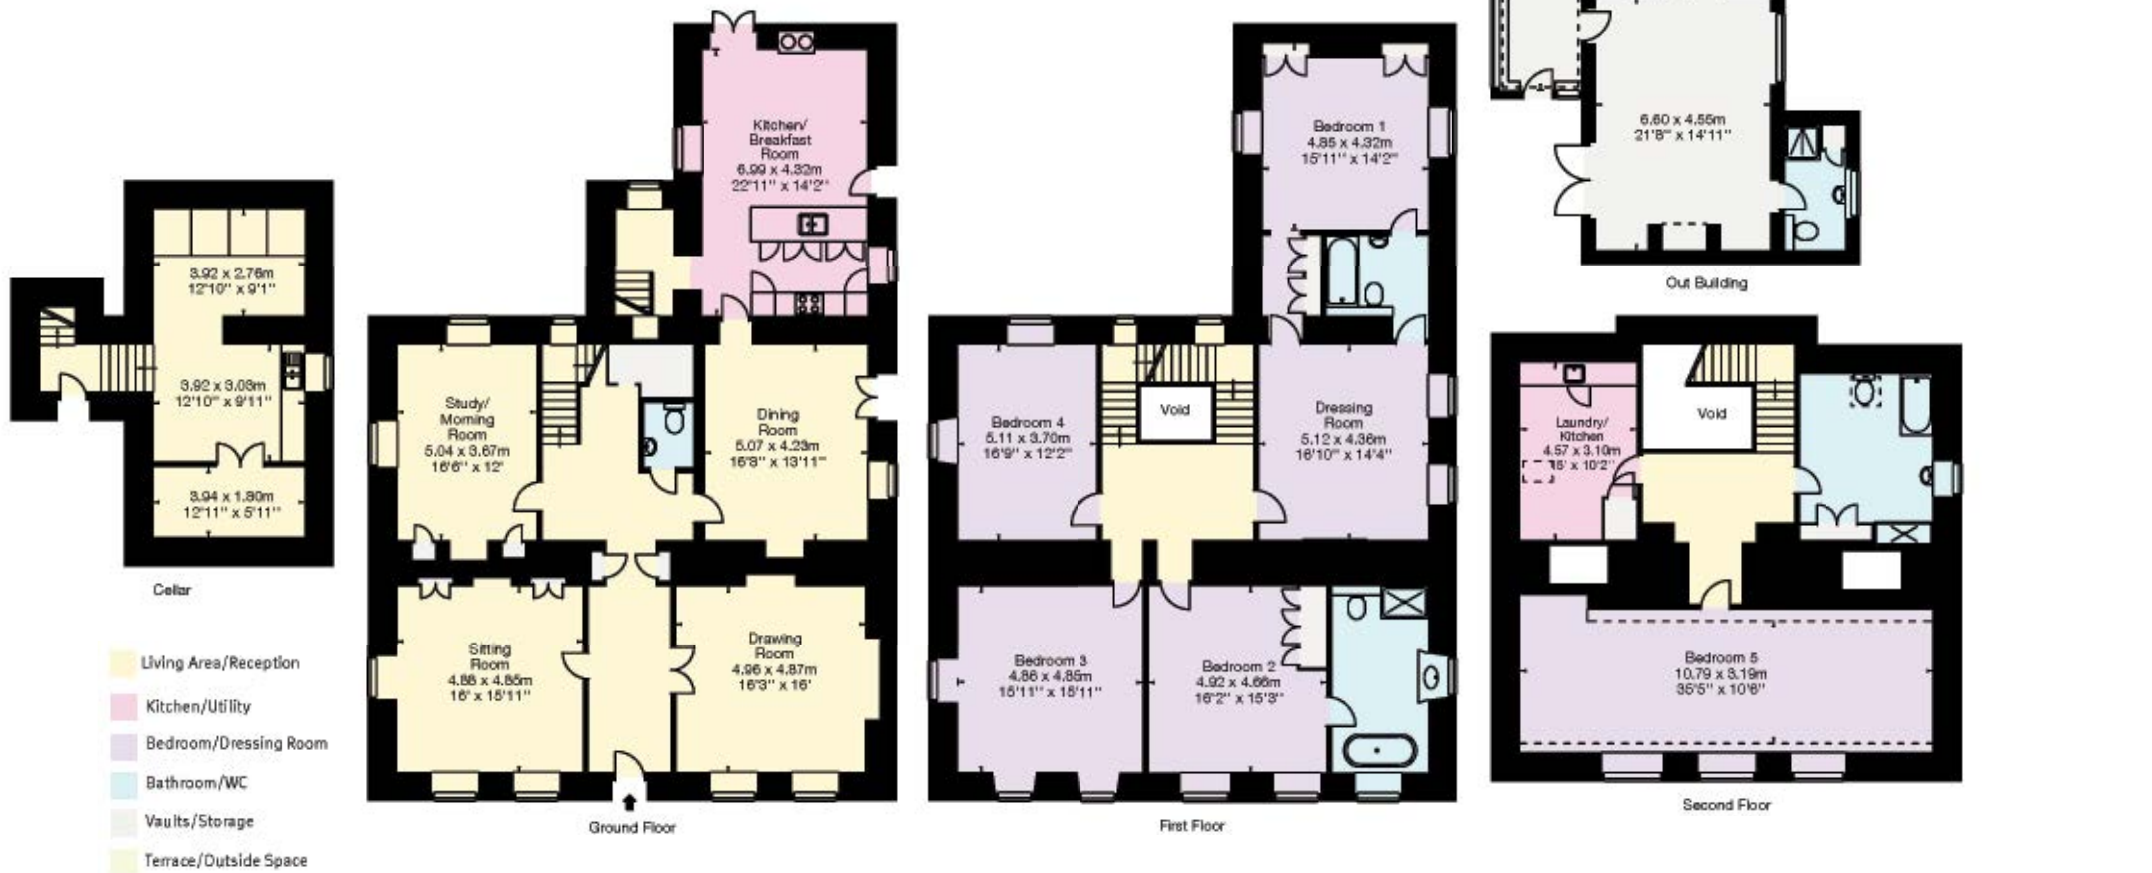 3.92 x 2.76m
12'10" x 9'1"
3.92 x 3.03m
12'10" x 9'11"
3.94 x 1.80m
12'11" x 5'11"
Cellar
Living Area/Reception
Kitchen/Utility
Bedroom/Dressing Room
Bathroom/WC
Vaults/Storage
Terrace/Outside Space
Kitchen/
Breakfast
Room
6.99 x 4.32m
22'11" x 14'2"
Study/
Morning
Room
5.04 x 3.67m
16'6" x 12'
Dining
Room
5.07 x 4.23m
16'8" x 13'11"
Sitting
Room
4.88 x 4.85m
16' x 15'11"
Drawing
Room
4.96 x 4.87m
16'3" x 16'
Ground Floor
Bedroom 1
4.85 x 4.32m
15'11" x 14'2"
Bedroom 4
5.11 x 3.70m
16'9" x 12'2"
Void
Dressing
Room
5.12 x 4.36m
16'10" x 14'4"
Bedroom 3
4.86 x 4.85m
15'11" x 15'11"
Bedroom 2
4.92 x 4.66m
16'2" x 15'3"
First Floor
6.60 x 4.55m
21'8" x 14'11"
Out Building
Laundry/
Kitchen
4.57 x 3.10m
15' x 10'2"
Void
Bedroom 5
10.79 x 3.19m
35'5" x 10'6"
Second Floor